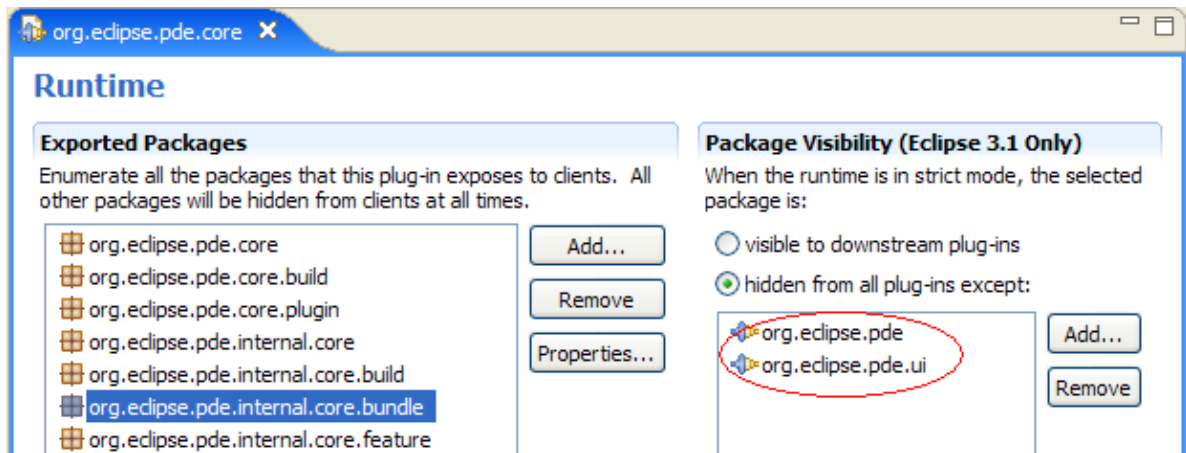 org.eclipse.pde.core
Runtime
Exported Packages
Enumerate all the packages that this plug-in exposes to clients. All
other packages will be hidden from clients at all times.
org.eclipse.pde.core
org.eclipse.pde.core.build
org.eclipse.pde.core.plugin
org.eclipse.pde.internal.core
org.eclipse.pde.internal.core.build
org.eclipse.pde.internal.core.bundle
org.eclipse.pde.internal.core.feature
Add...
Remove
Properties...
Package Visibility (Eclipse 3.1 Only)
When the runtime is in strict mode, the selected
package is:
visible to downstream plug-ins
hidden from all plug-ins except:
org.eclipse.pde
org.eclipse.pde.ui
Add...
Remove